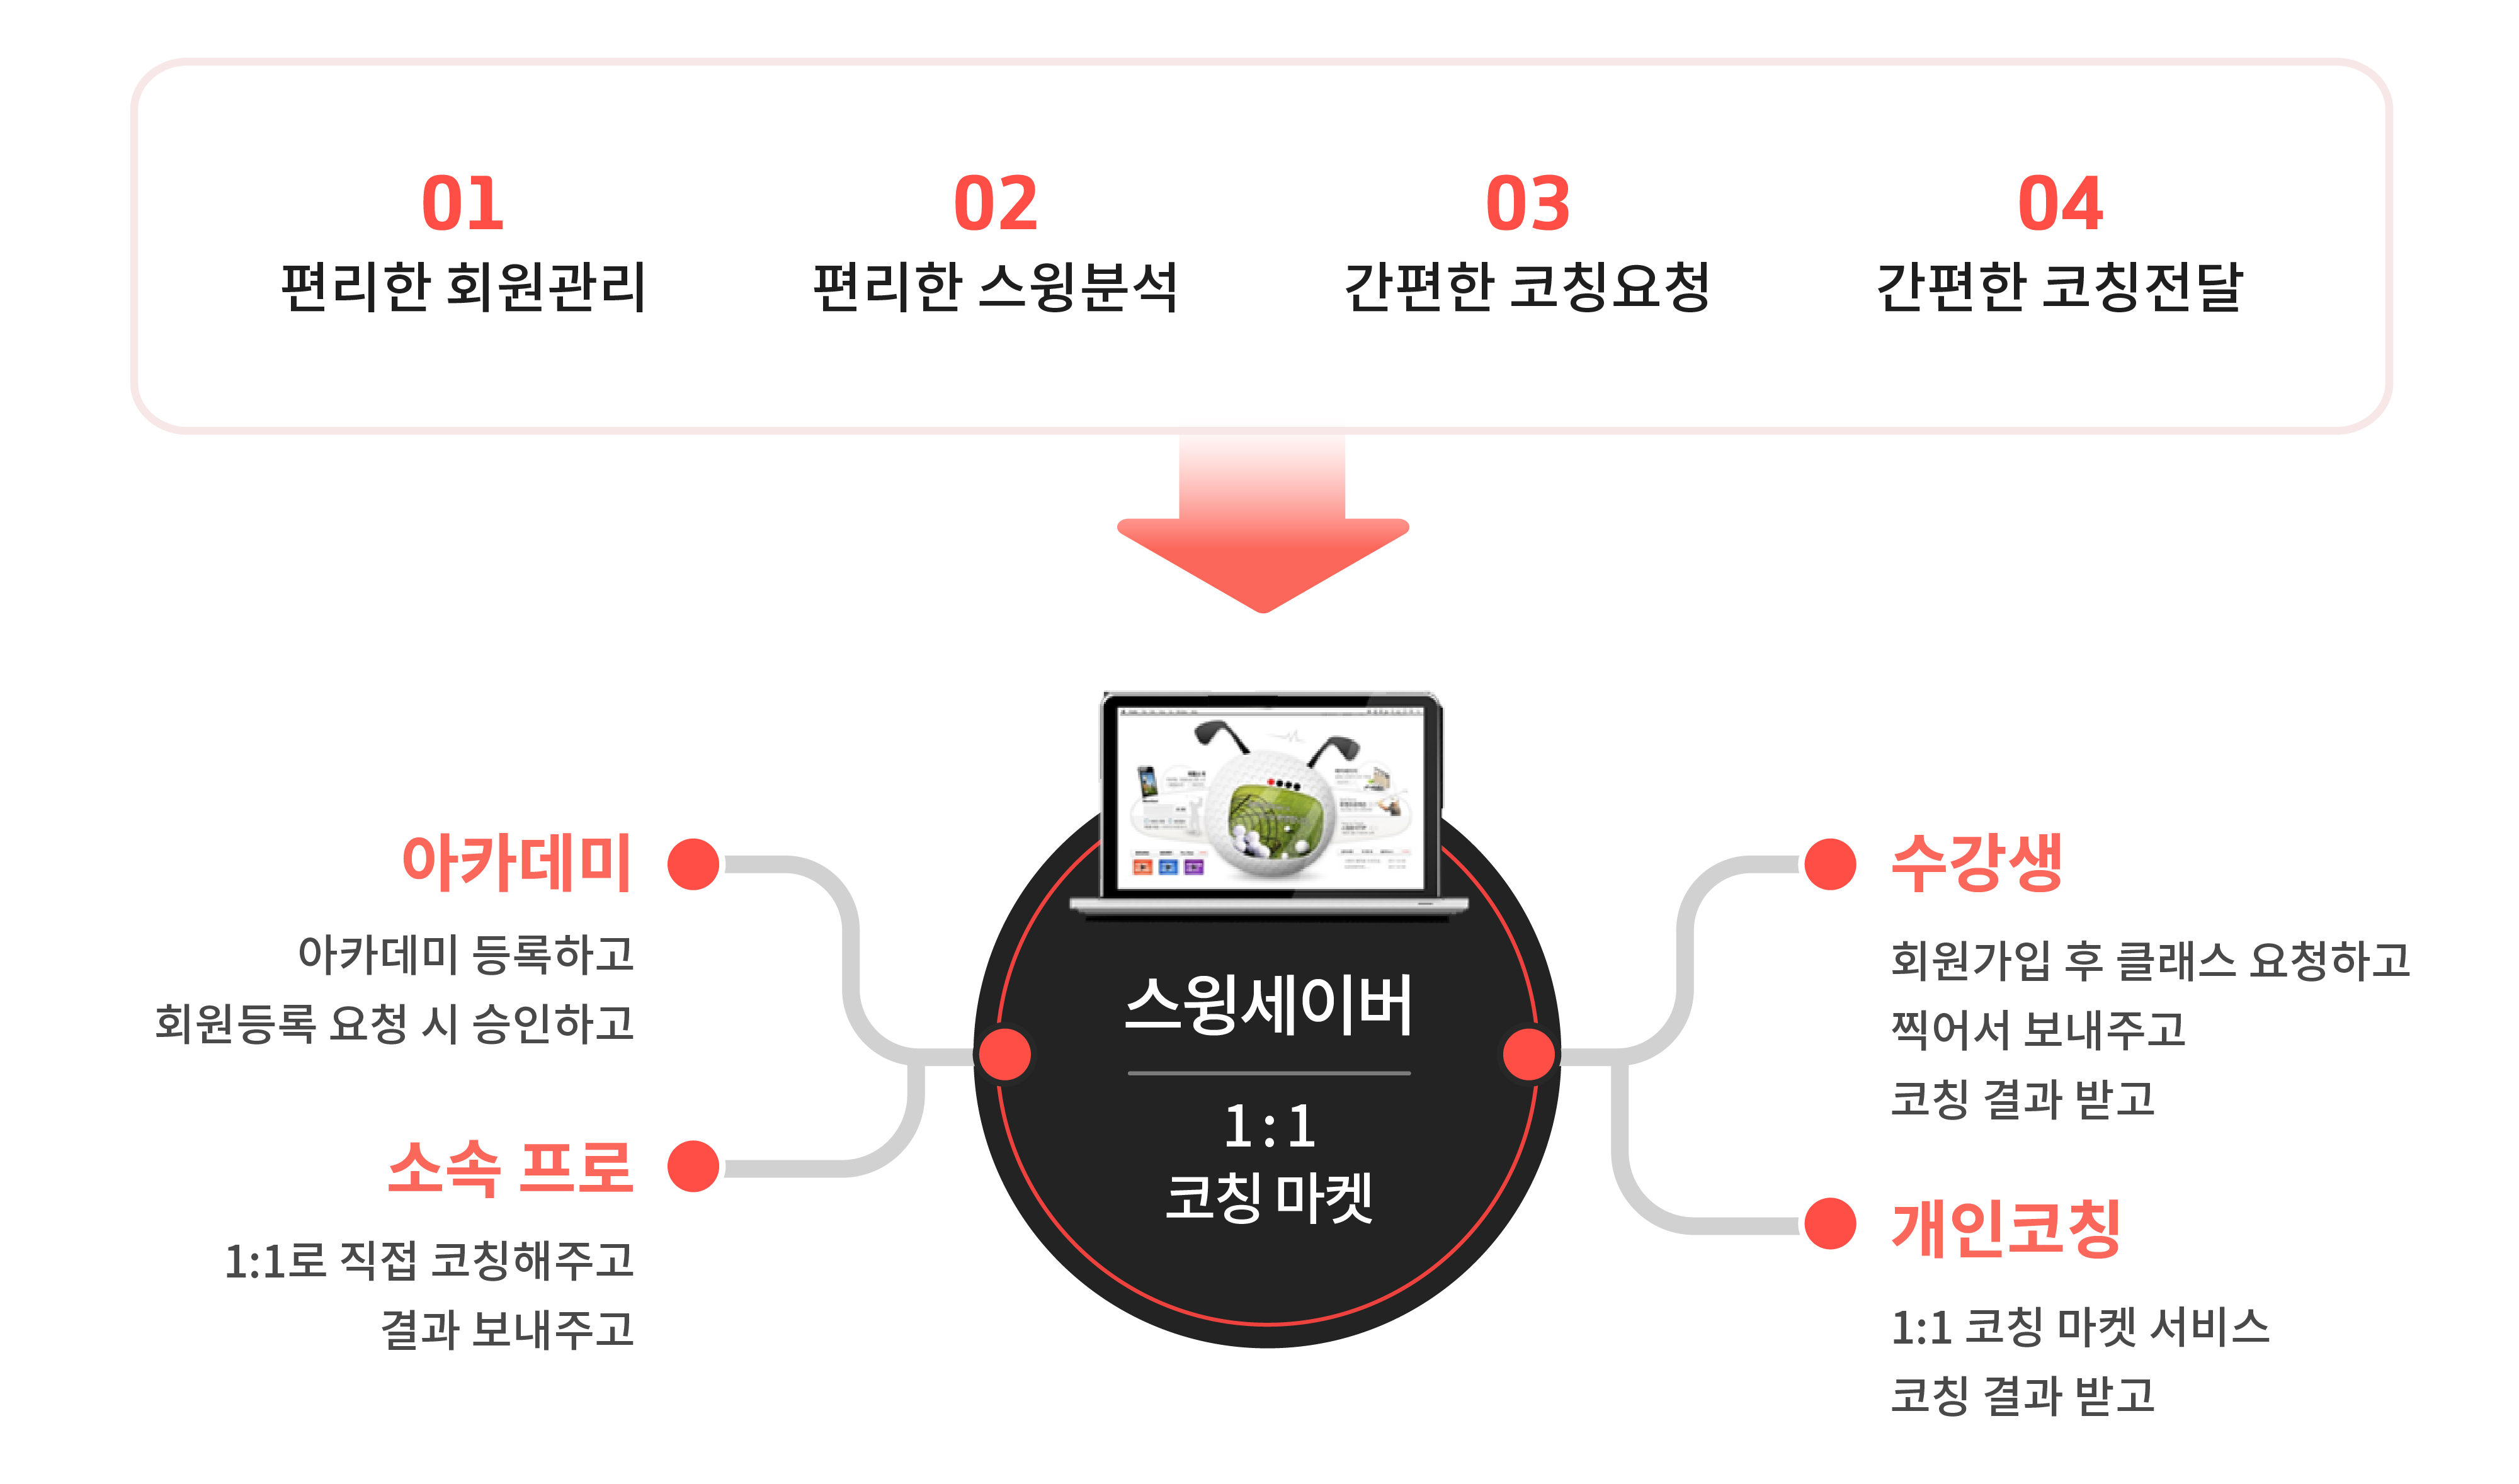 01
편리한 회원관리
02
편리한 스윙분석
03
간편한 코칭요청
04
간편한 코칭전달
아카데미
아카데미 등록하고
회원등록 요청 시 승인하고
소속 프로
1:1로 직접 코칭해주고
결과 보내주고
스윙세이버
1:1
코칭 마켓
수강생
회원가입 후 클래스 요청하고
찍어서 보내주고
코칭 결과 받고
개인코칭
1:1 코칭 마켓 서비스
코칭 결과 받고